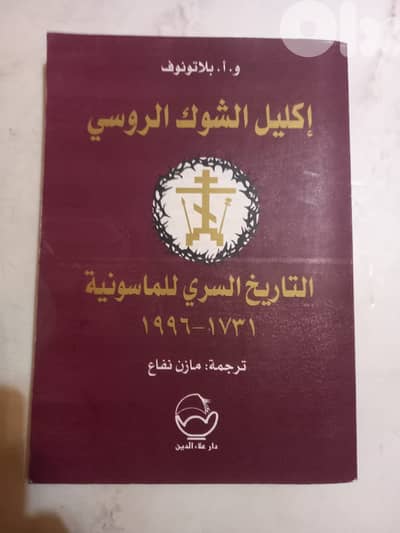 و. أ. بلاتونوف
إكليل الشوك الروسي
التاريخ السري للماسونية
١٧٣١-١٩٩٦
ترجمة: مازن نفاع
دار علاء الدين